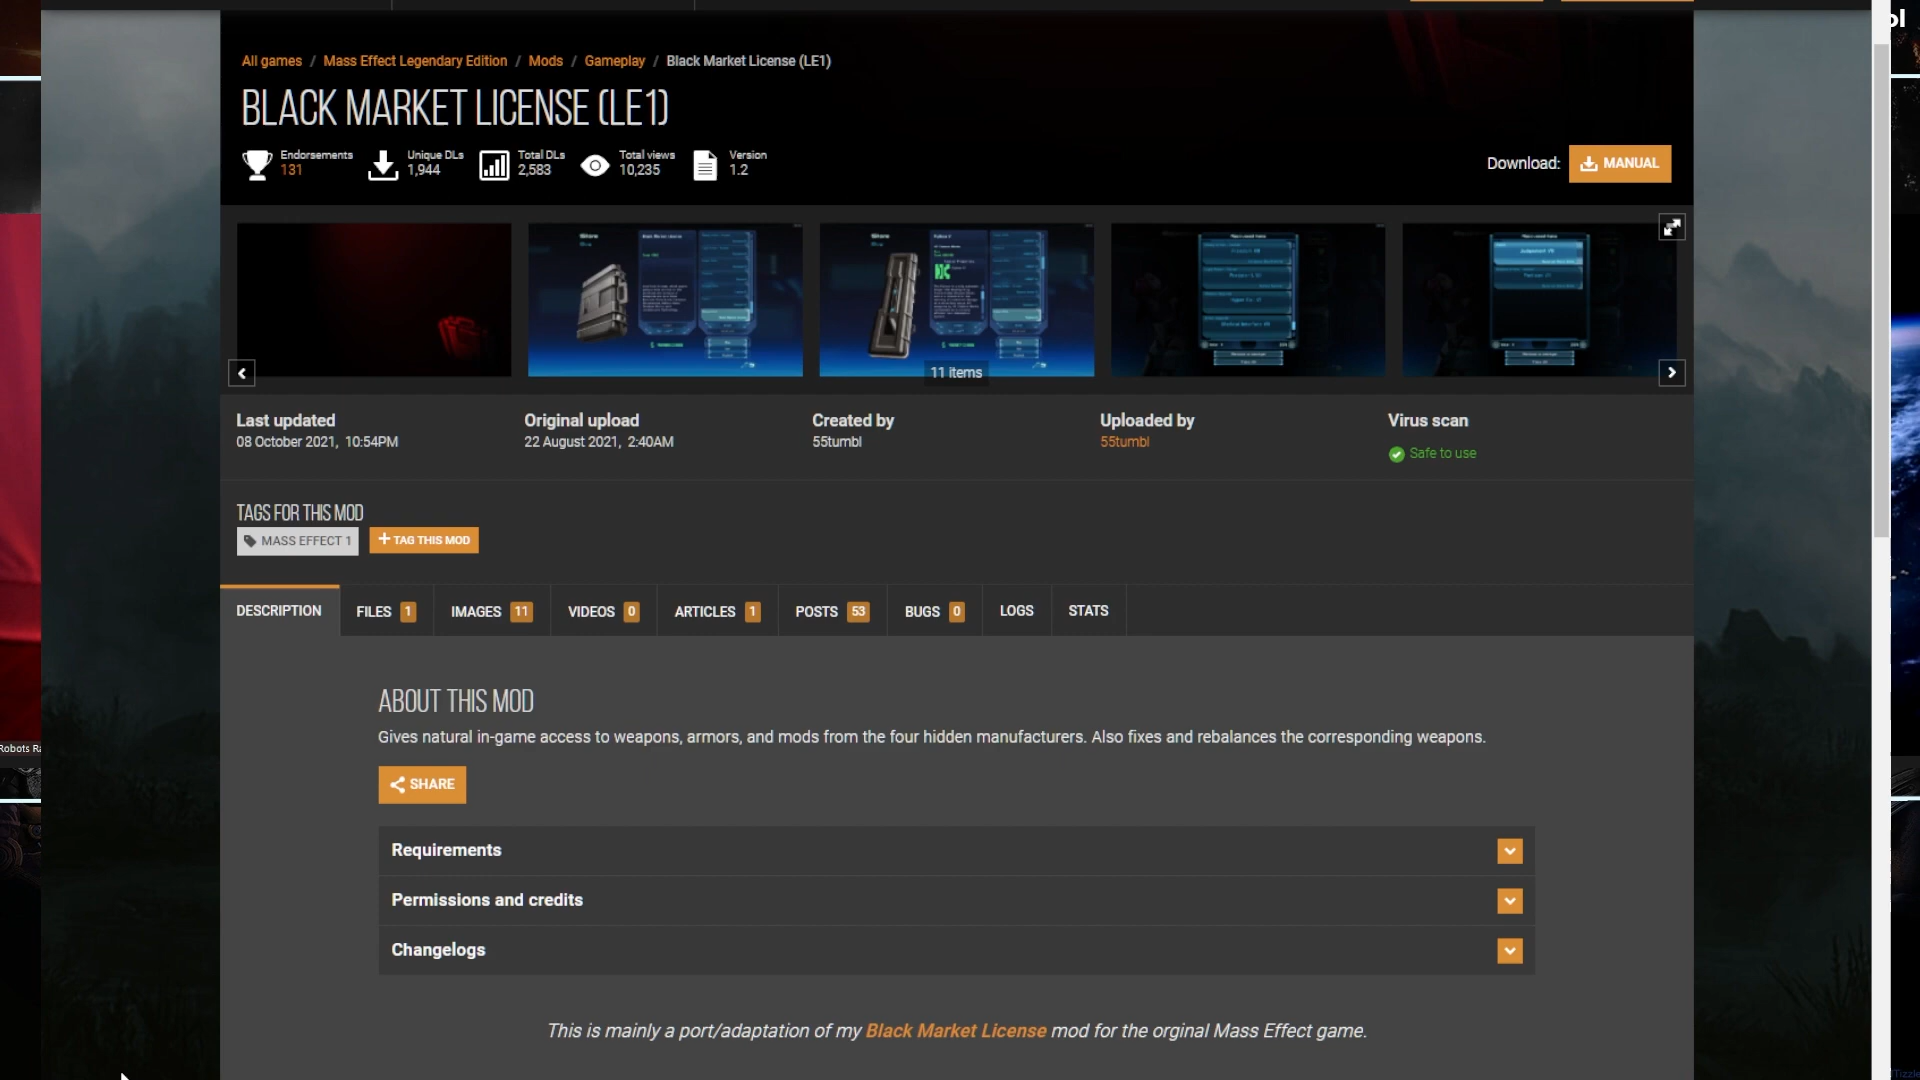 All games / Mass Effect Legendary Edition / Mods / Gameplay / Black Market License (LE1)
BLACK MARKET LICENSE (LE1)
Endorsements
131
Unique DLs
1,944
Total DLs
2,583
Total views
10,235
Version
1.2
Download: MANUAL
11 items
Last updated
08 October 2021, 10:54PM
Original upload
22 August 2021, 2:40AM
Created by
55tumbl
Uploaded by
55tumbl
Virus scan
Safe to use
TAGS FOR THIS MOD
MASS EFFECT 1
+ TAG THIS MOD
DESCRIPTION FILES 1 IMAGES 11 VIDEOS 0 ARTICLES 1 POSTS 53 BUGS 0 LOGS STATS
ABOUT THIS MOD
Gives natural in-game access to weapons, armors, and mods from the four hidden manufacturers. Also fixes and rebalances the corresponding weapons.
SHARE
Requirements
Permissions and credits
Changelogs
This is mainly a port/adaptation of my Black Market License mod for the orginal Mass Effect game.
Robots